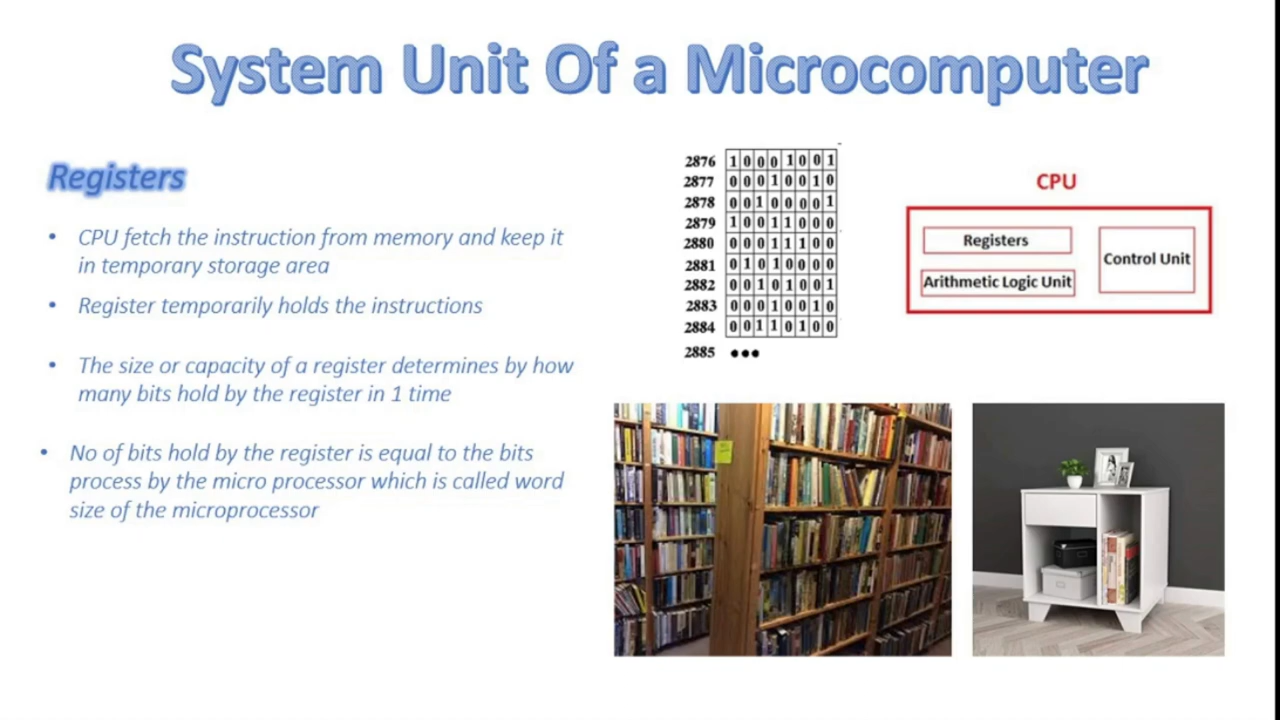 System Unit Of a Microcomputer
Registers
• CPU fetch the instruction from memory and keep it
in temporary storage area
• Register temporarily holds the instructions
• The size or capacity of a register determines by how
many bits hold by the register in 1 time
• No of bits hold by the register is equal to the bits
process by the micro processor which is called word
size of the microprocessor
2876 1 0 0 0 1 0 0 1
2877 0 0 0 1 0 0 1 0
2878 0 0 1 0 0 0 0 1
2879 1 0 0 1 1 0 0 0
2880 0 0 0 1 1 1 0 0
2881 0 1 0 1 0 0 0 0
2882 0 0 1 0 1 0 0 1
2883 0 0 0 1 0 0 1 0
2884 0 0 1 1 0 1 0 0
2885 •••
CPU
Registers
Control Unit
Arithmetic Logic Unit